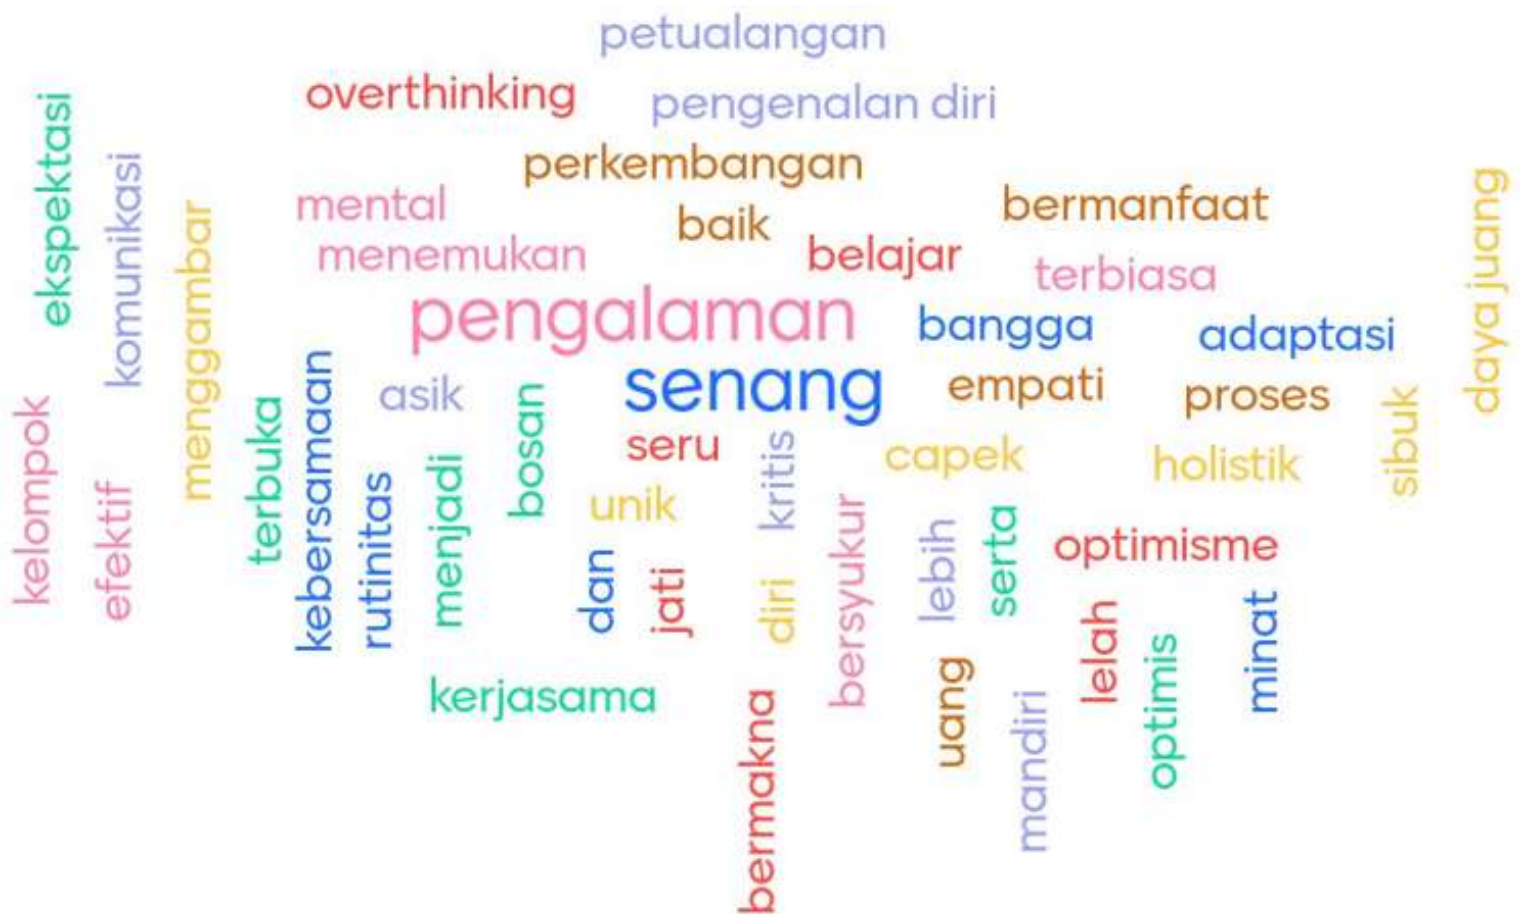 petualangan
overthinking
pengenalan diri
perkembangan
mental
baik
bermanfaat
menemukan
belajar
terbiasa
pengalaman
bangga
adaptasi
daya juang
ekspektasi
komunikasi
menggambar
asik
senang
empati
proses
sibuk
kelompok
efektif
terbuka
kebersamaan
rutinitas
menjadi
bosan
seru
kritis
capek
holistik
unik
dan
jati
diri
bersyukur
lebih
serta
optimisme
kerjasama
bermakna
uang
mandiri
lelah
optimis
minat